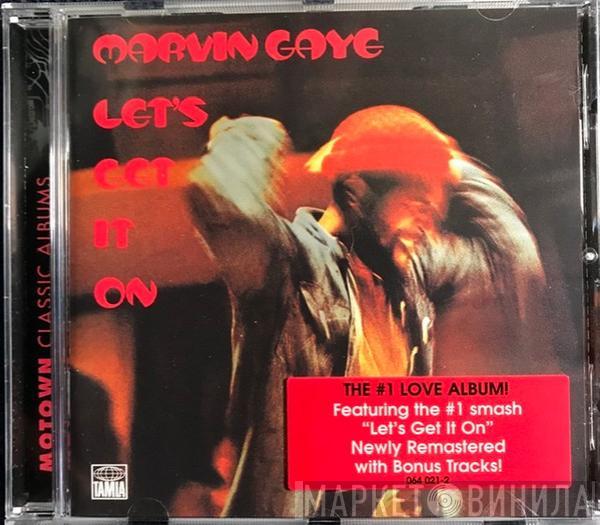 MARVIN GAYE
LET'S
GET
IT
ON
MOTOWN CLASSIC ALBUMS
THE #1 LOVE ALBUM!
Featuring the #1 smash
“Let’s Get It On”
Newly Remastered
with Bonus Tracks!
064 021-2
TAMLA
МАРКЕТ ВИНИЛА